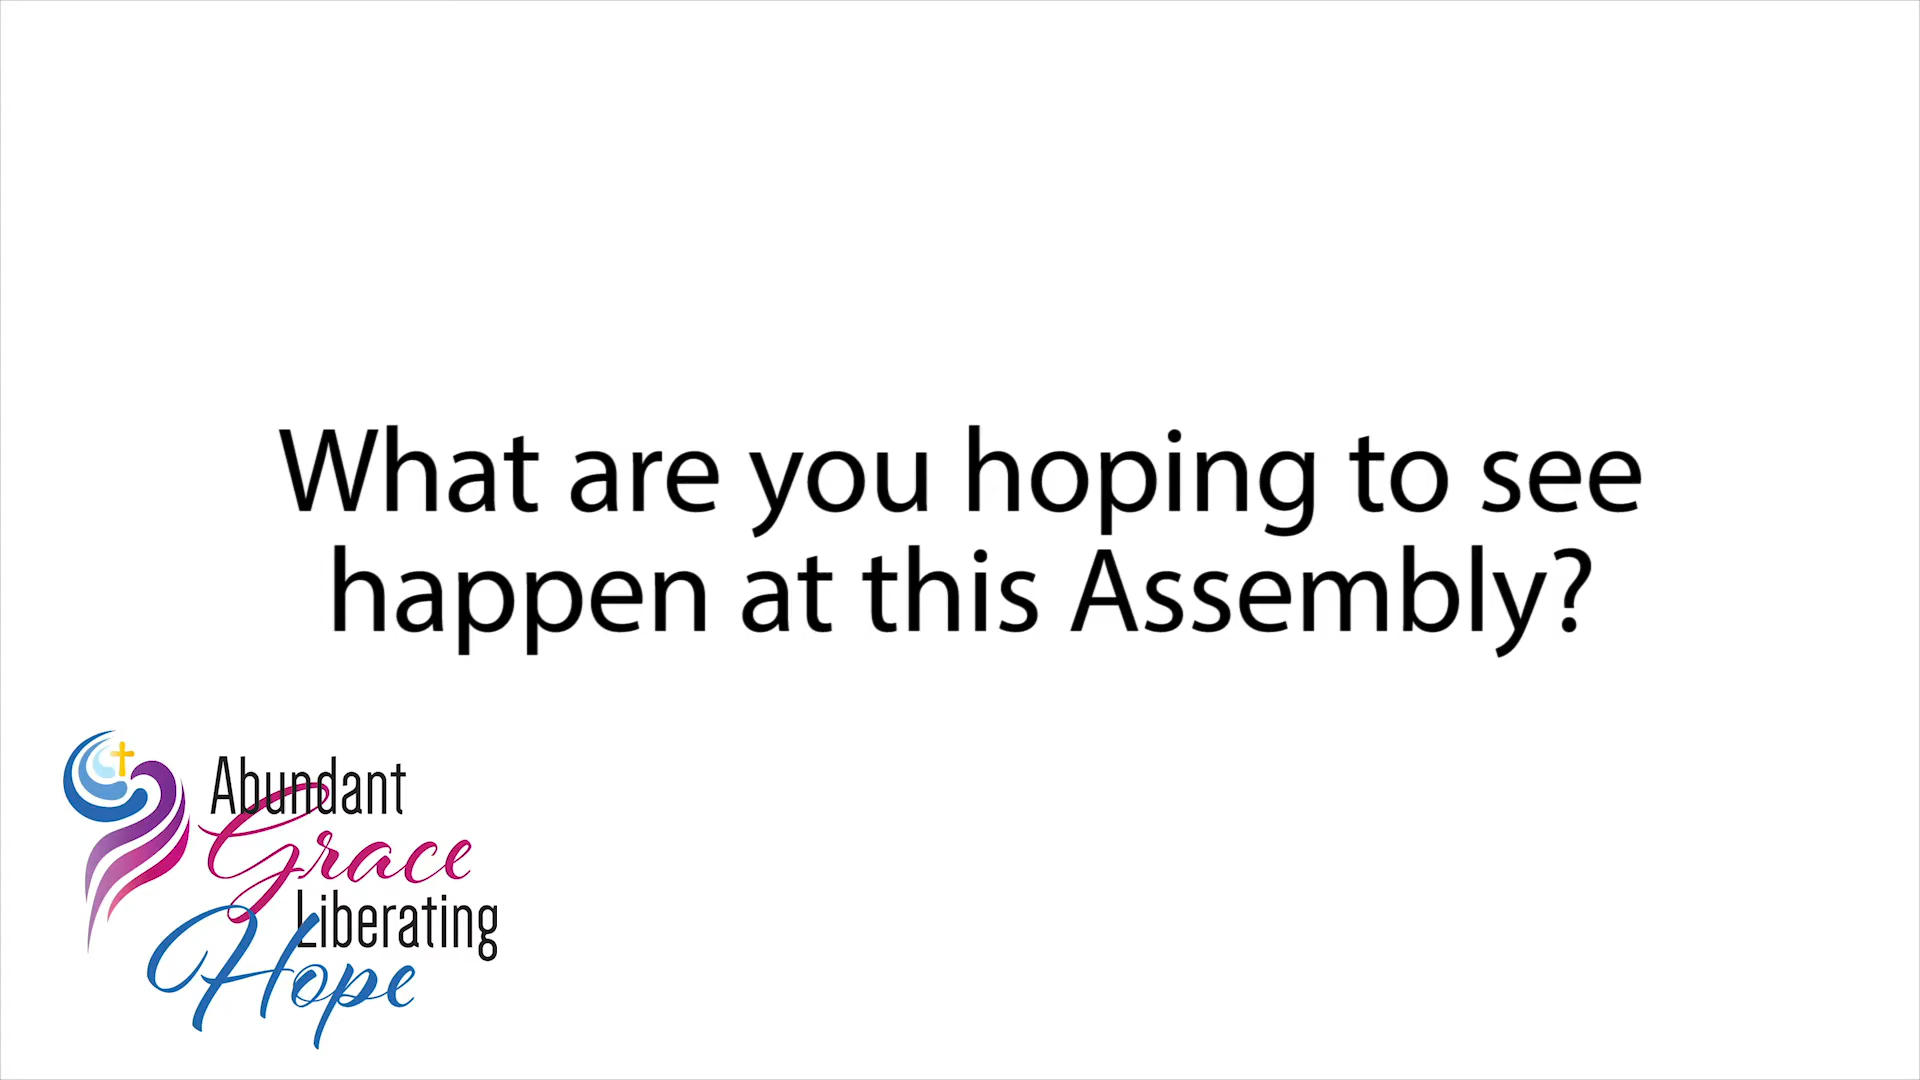 What are you hoping to see
happen at this Assembly?
Abundant
Grace
Liberating
Hope